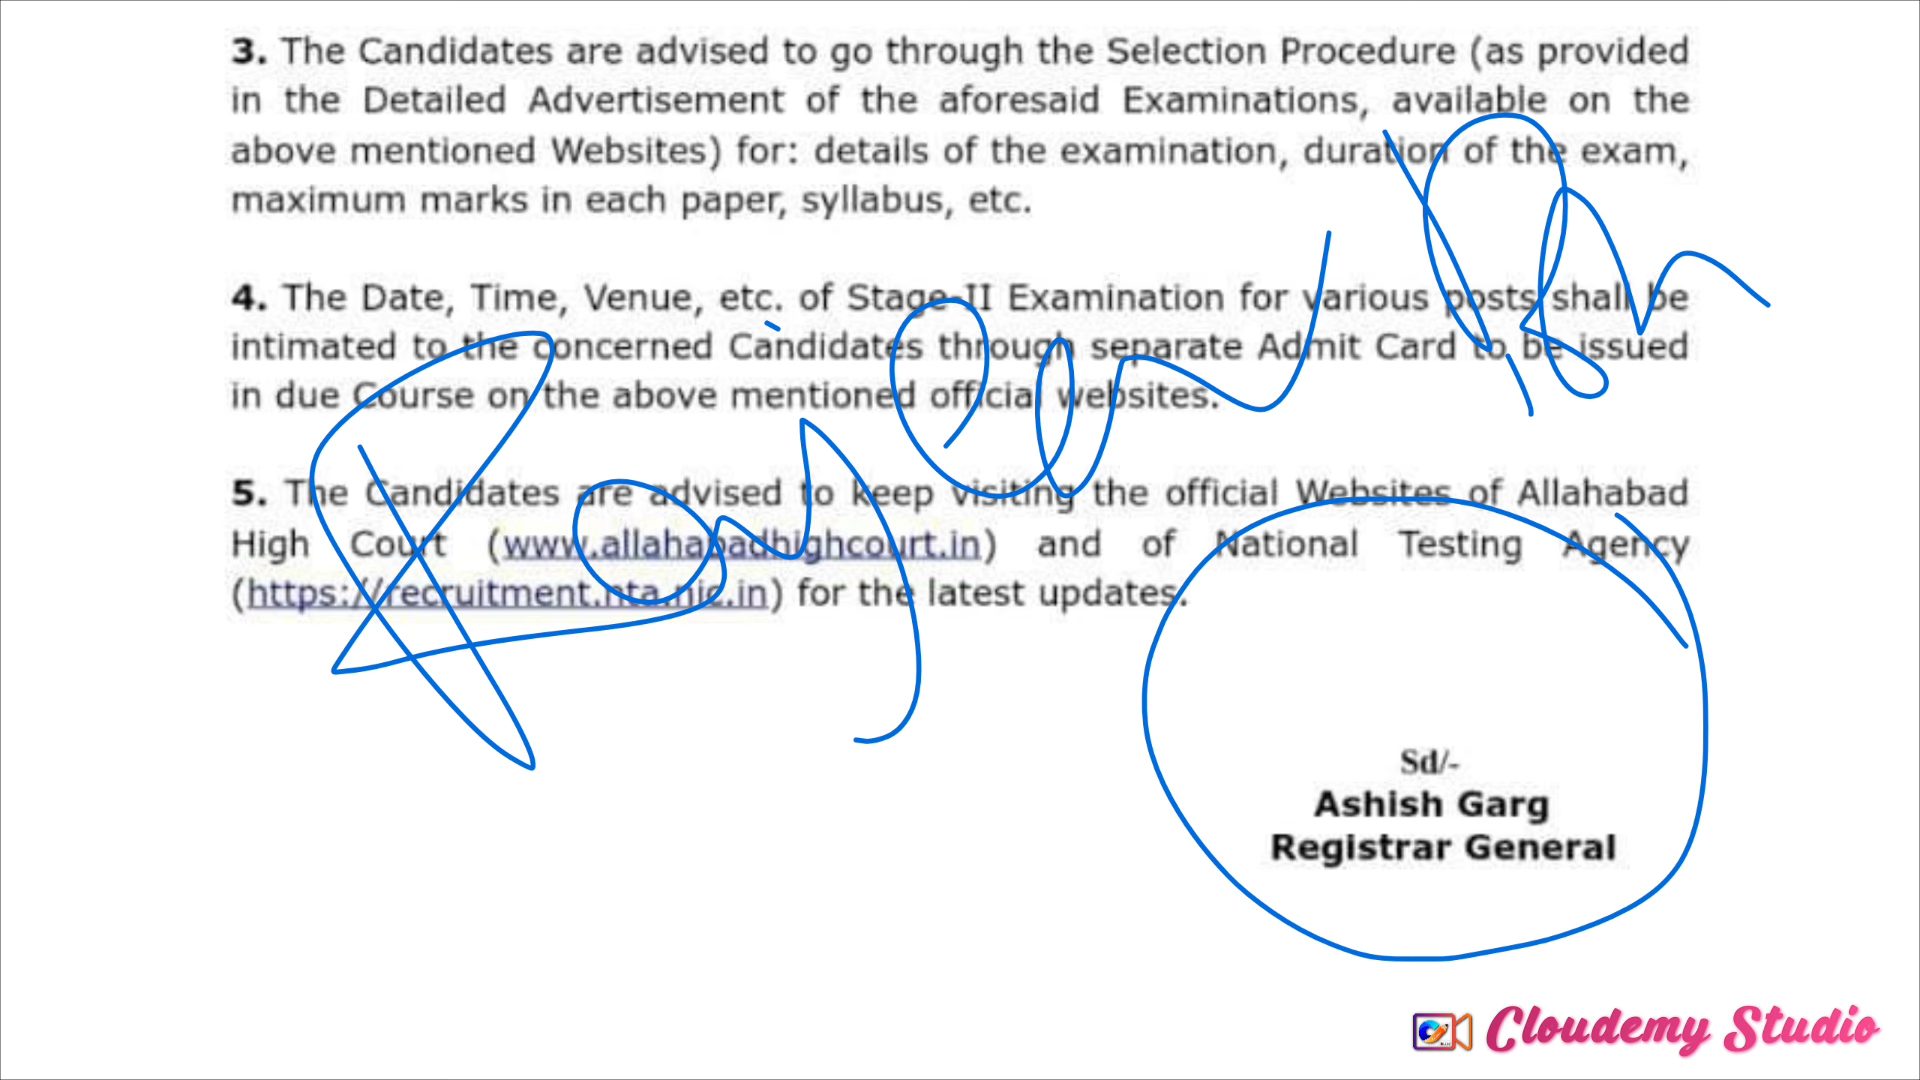 3. The Candidates are advised to go through the Selection Procedure (as provided
in the Detailed Advertisement of the aforesaid Examinations, available on the
above mentioned Websites) for: details of the examination, duration of the exam,
maximum marks in each paper, syllabus, etc.
4. The Date, Time, Venue, etc. of Stage-II Examination for various posts shall be
intimated to the concerned Candidates through separate Admit Card to be issued
in due Course on the above mentioned official websites.
5. The Candidates are advised to keep visiting the official Websites of Allahabad
High Court (www.allahabadhighcourt.in) and of National Testing Agency
(https://recruitment.nta.nic.in) for the latest updates.
Sd/-
Ashish Garg
Registrar General
Cloudemy Studio